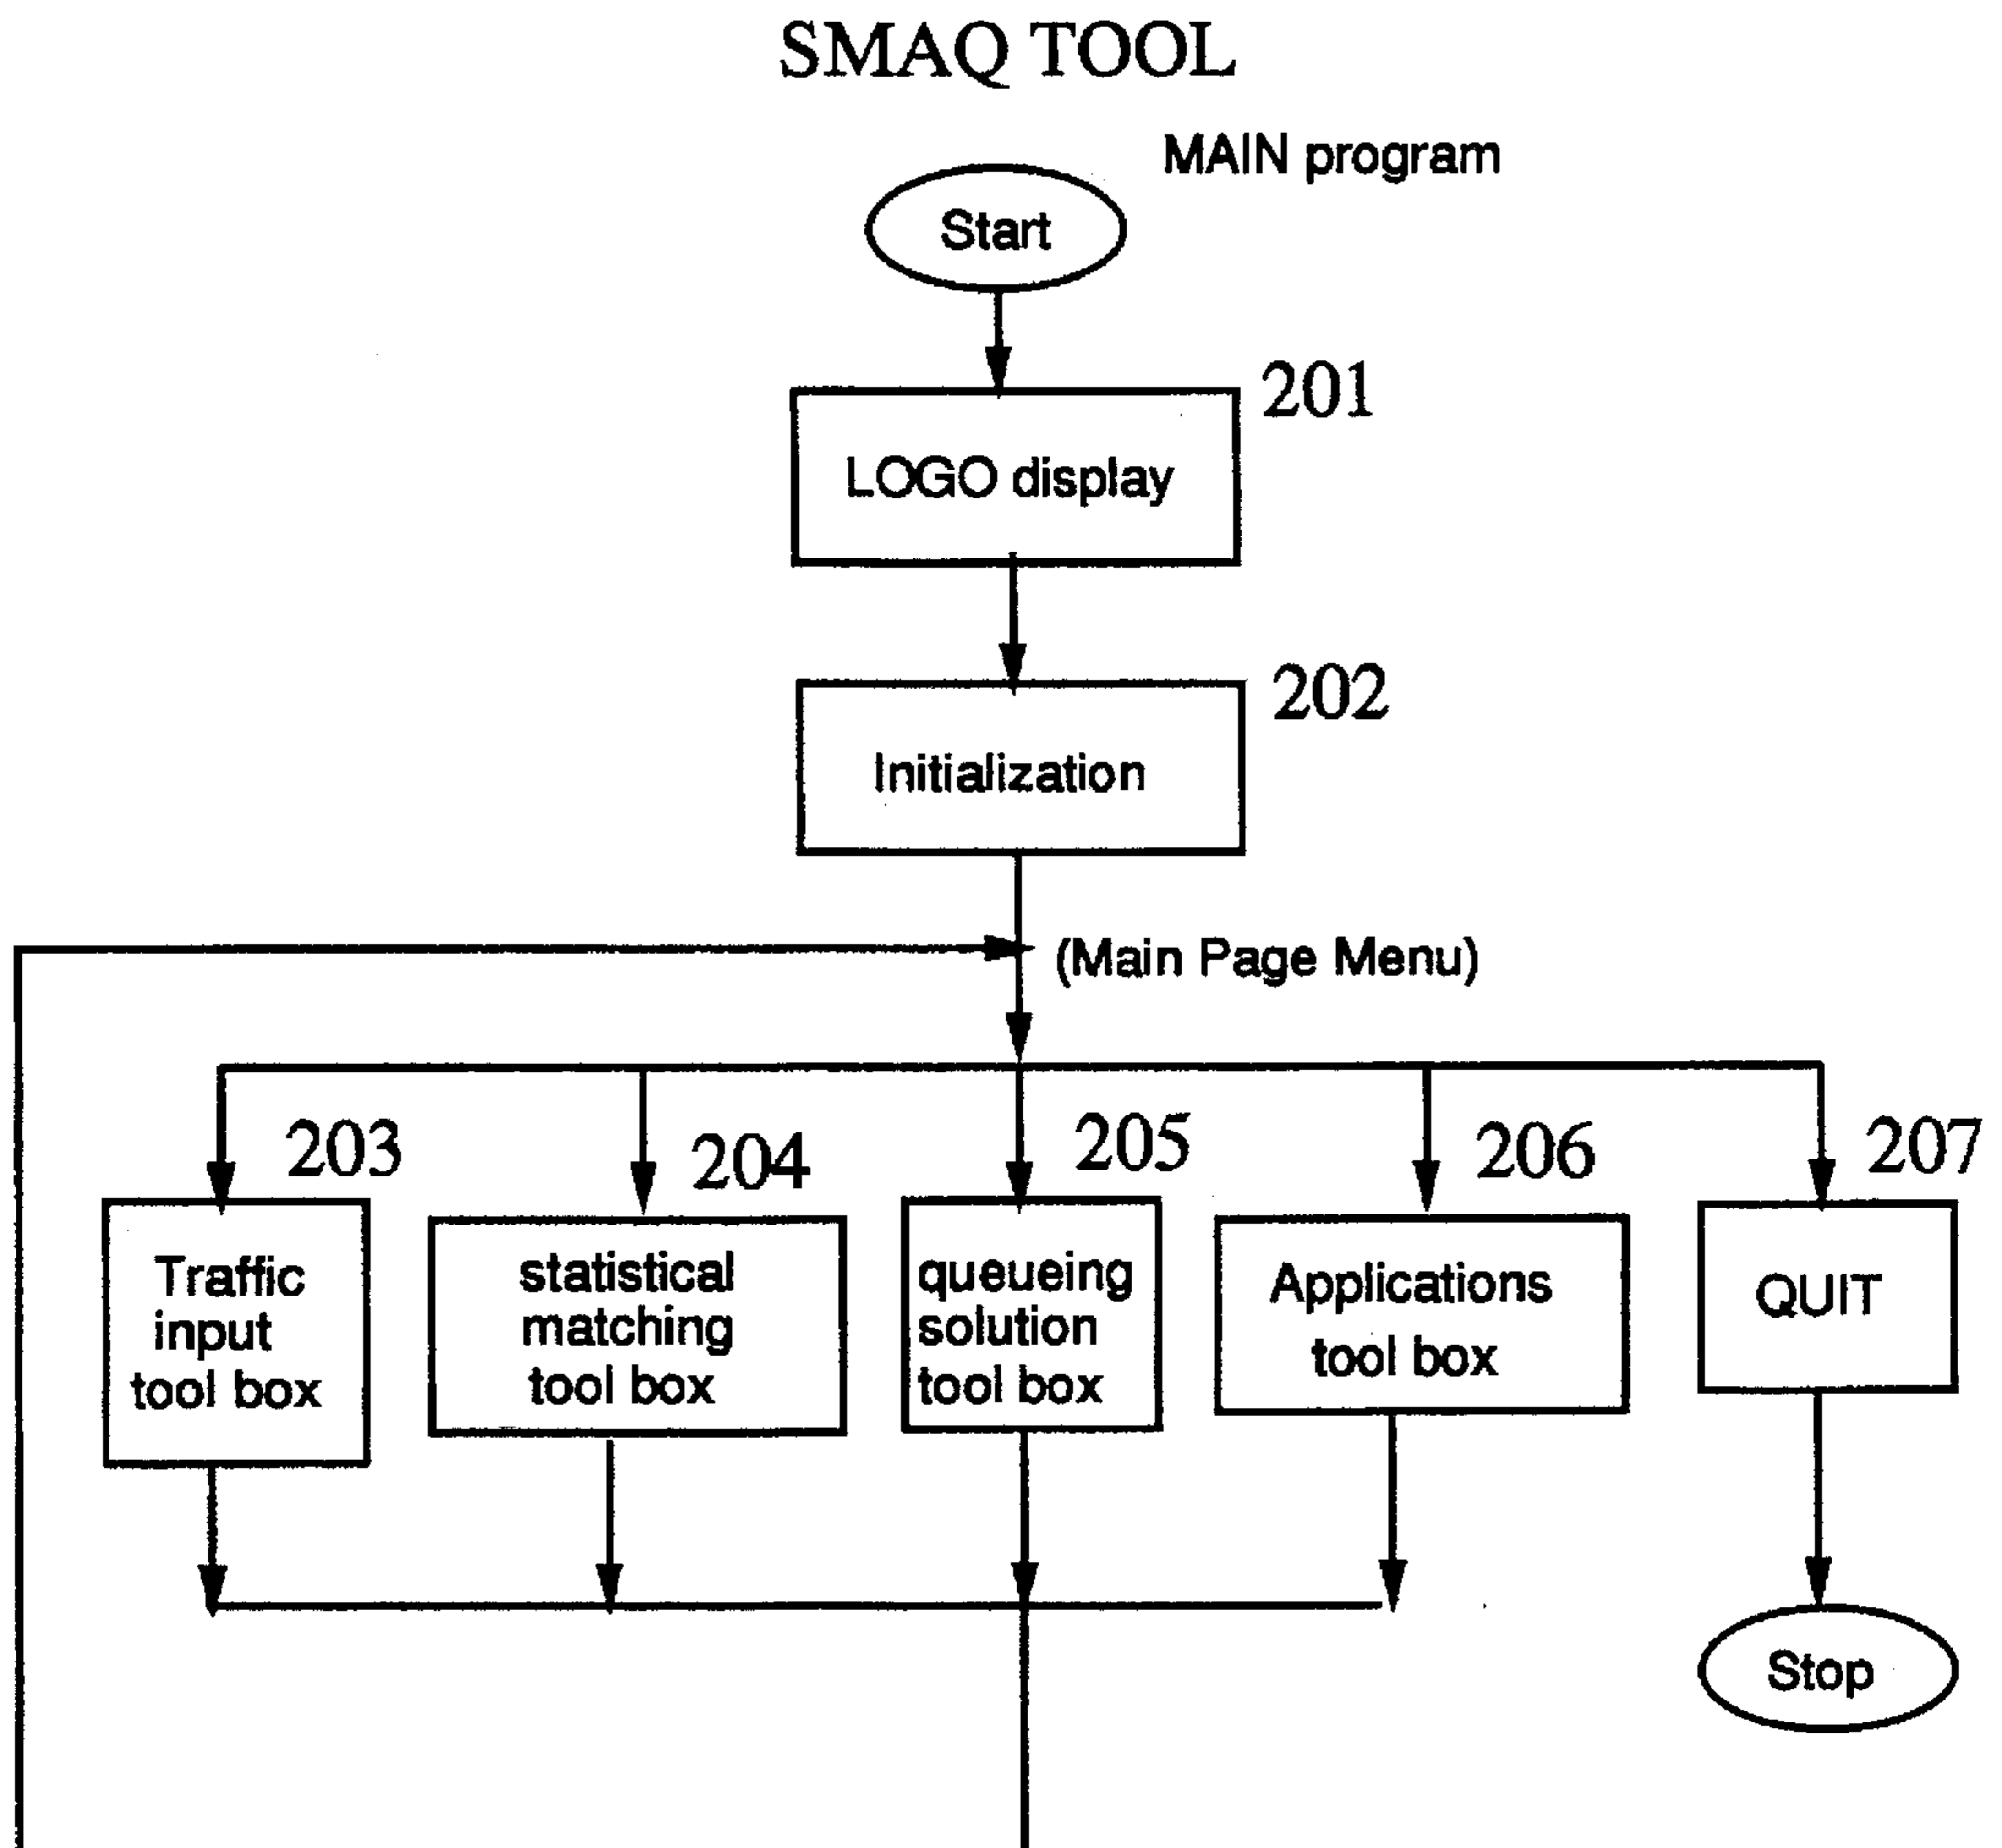 SMAQ TOOL
MAIN program
Start
201
LOGO display
202
Initialization
(Main Page Menu)
203
204
205
206
207
Traffic
input
tool box
statistical
matching
tool box
queueing
solution
tool box
Applications
tool box
QUIT
Stop